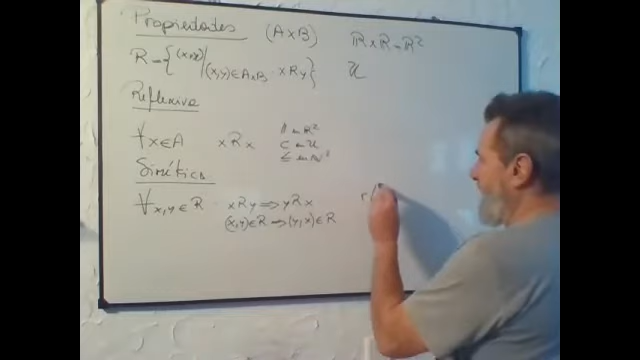 Propiedades (A×B) R×R=R²
R={(x,y)/(x,y)∈A×B · xRy} U
Reflexiva
∀x∈A xRx // en R²
⊂ en U
≤ en N²
Simétrica
∀x,y∈R · xRy ⇒ yRx r//
(x,y)∈R ⇒ (y,x)∈R